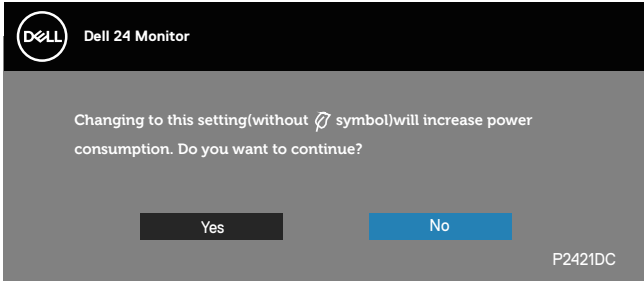 DELL
Dell 24 Monitor
Changing to this setting(without symbol)will increase power
consumption. Do you want to continue?
Yes
No
P2421DC